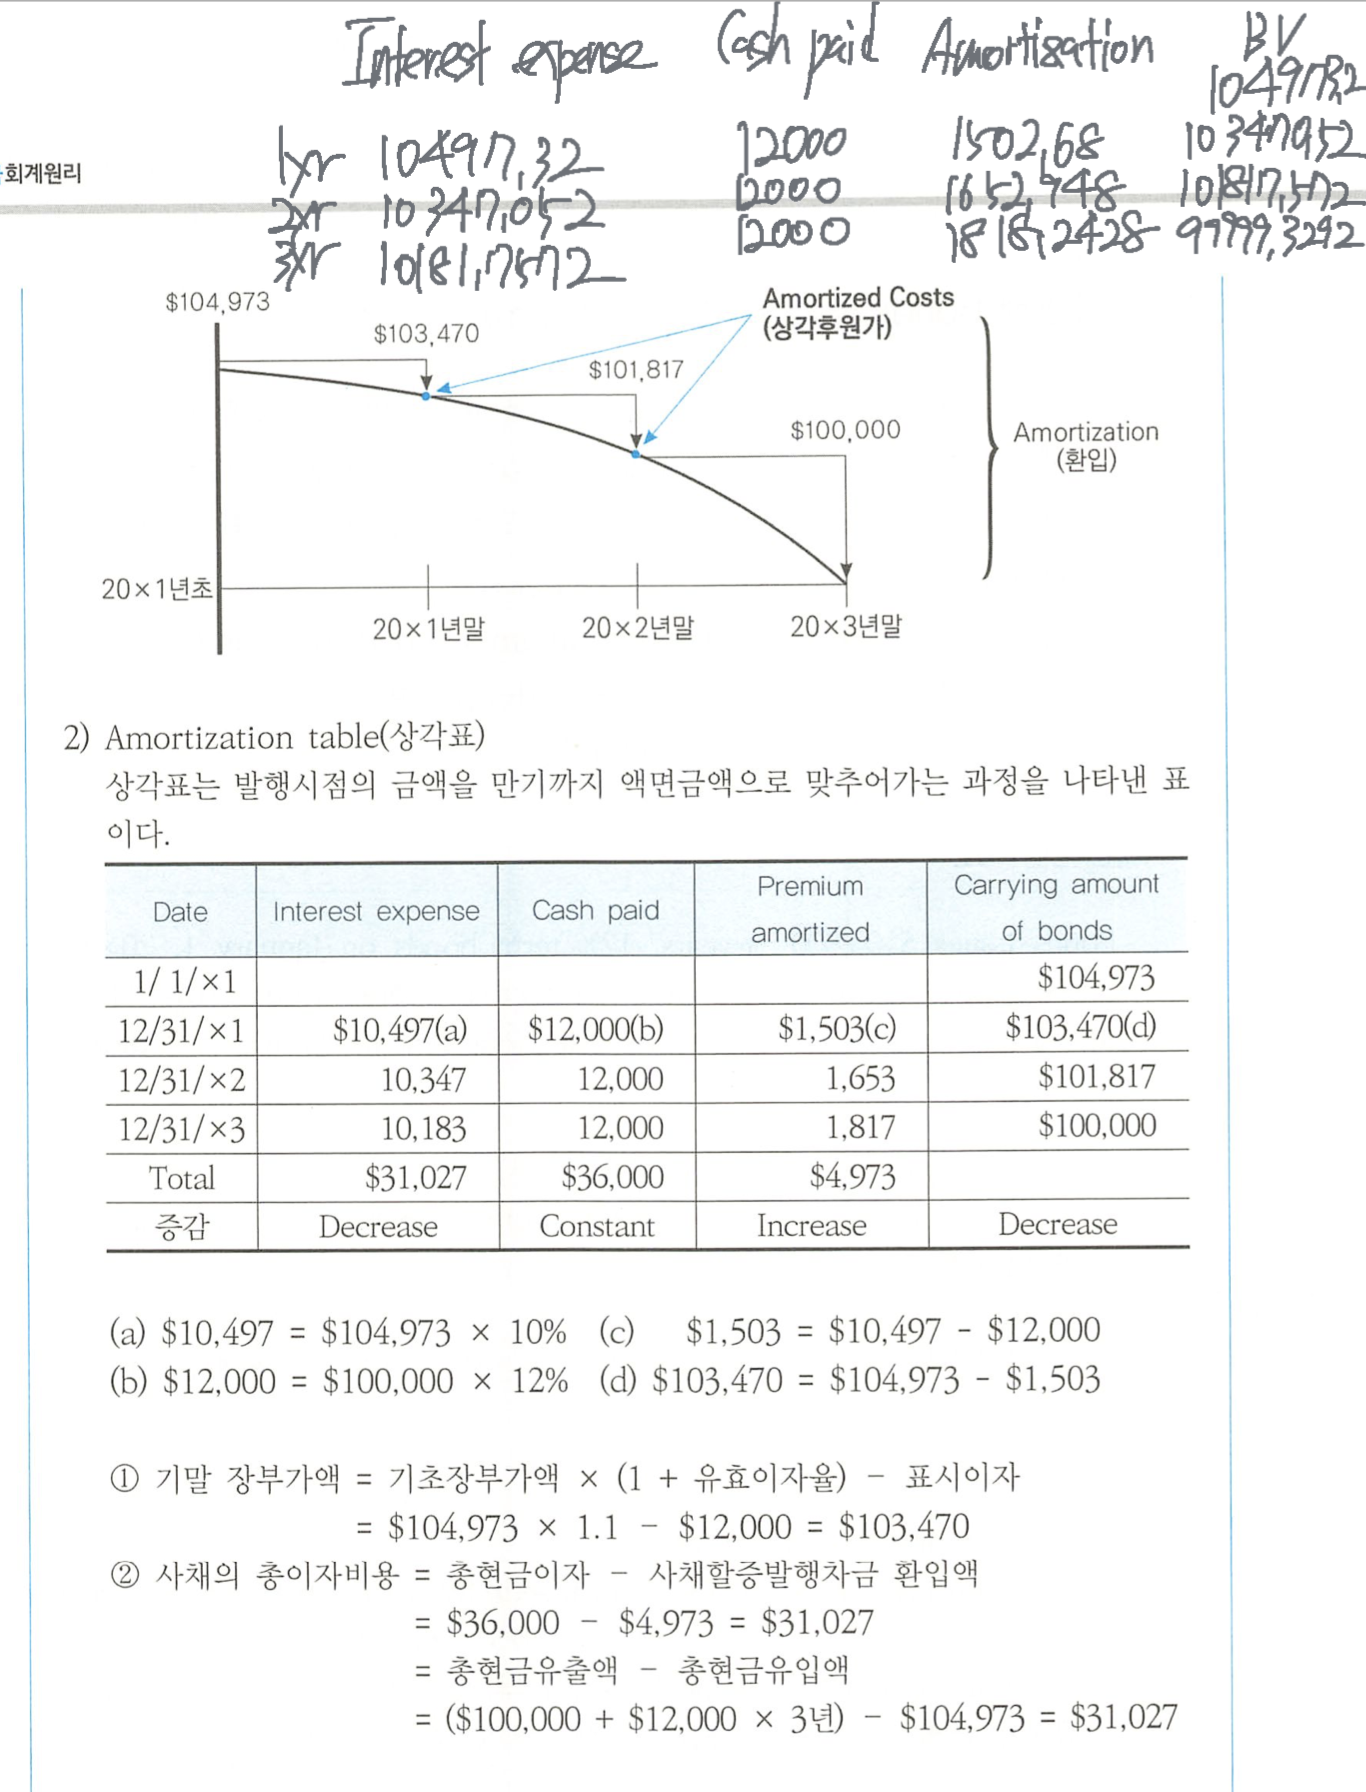 Interest expense Cash paid Amortization BV
104973,2
1yr 10497,32 12000 1502,68 103470,52
회계원리
2yr 10347,052 12000 1652,948 101817,572
3yr 10181,7572 12000 1818,2428 99999,3292
$104,973
Amortized Costs
(상각후원가)
$103,470
$101,817
$100,000
Amortization
(환입)
20×1년초
20×1년말 20×2년말 20×3년말
2) Amortization table(상각표)
상각표는 발행시점의 금액을 만기까지 액면금액으로 맞추어가는 과정을 나타낸 표
이다.
Date Interest expense Cash paid Premium amortized Carrying amount of bonds
1/ 1/×1 $104,973
12/31/×1 $10,497(a) $12,000(b) $1,503(c) $103,470(d)
12/31/×2 10,347 12,000 1,653 $101,817
12/31/×3 10,183 12,000 1,817 $100,000
Total $31,027 $36,000 $4,973
증감 Decrease Constant Increase Decrease
(a) $10,497 = $104,973 × 10% (c) $1,503 = $10,497 - $12,000
(b) $12,000 = $100,000 × 12% (d) $103,470 = $104,973 - $1,503
① 기말 장부가액 = 기초장부가액 × (1 + 유효이자율) - 표시이자
= $104,973 × 1.1 - $12,000 = $103,470
② 사채의 총이자비용 = 총현금이자 - 사채할증발행차금 환입액
= $36,000 - $4,973 = $31,027
= 총현금유출액 - 총현금유입액
= ($100,000 + $12,000 × 3년) - $104,973 = $31,027